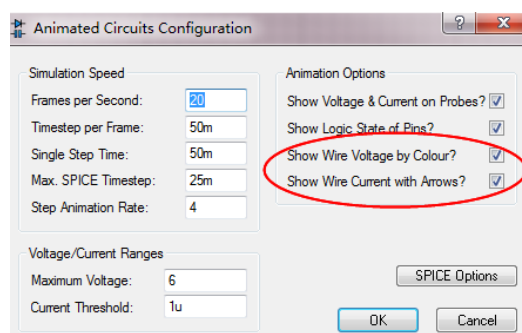 Animated Circuits Configuration
?
Simulation Speed
Frames per Second: 20
Timestep per Frame: 50m
Single Step Time: 50m
Max. SPICE Timestep: 25m
Step Animation Rate: 4
Animation Options
Show Voltage & Current on Probes?
Show Logic State of Pins?
Show Wire Voltage by Colour?
Show Wire Current with Arrows?
Voltage/Current Ranges
Maximum Voltage: 6
Current Threshold: 1u
SPICE Options
OK Cancel